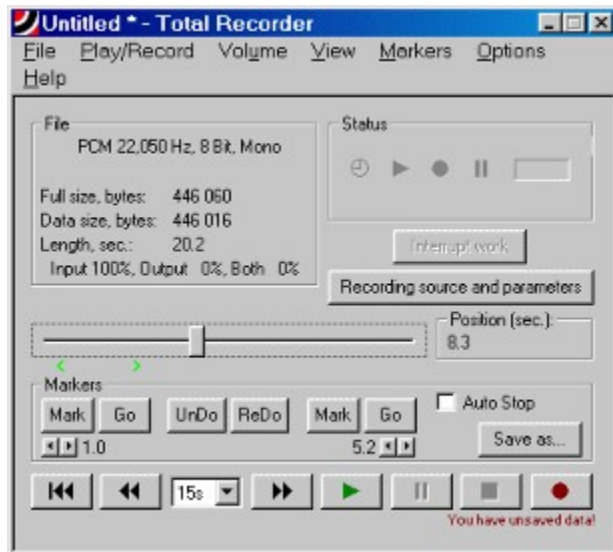 Untitled * - Total Recorder
File Play/Record Volume View Markers Options
Help
File
PCM 22,050 Hz, 8 Bit, Mono
Full size, bytes: 446 060
Data size, bytes: 446 016
Length, sec.: 20.2
Input 100%, Output 0%, Both 0%
Status
Interrupt work
Recording source and parameters
Position (sec.):
8.3
< >
Markers
Mark Go UnDo ReDo Mark Go Auto Stop
1.0 5.2 Save as...
15s
You have unsaved data!